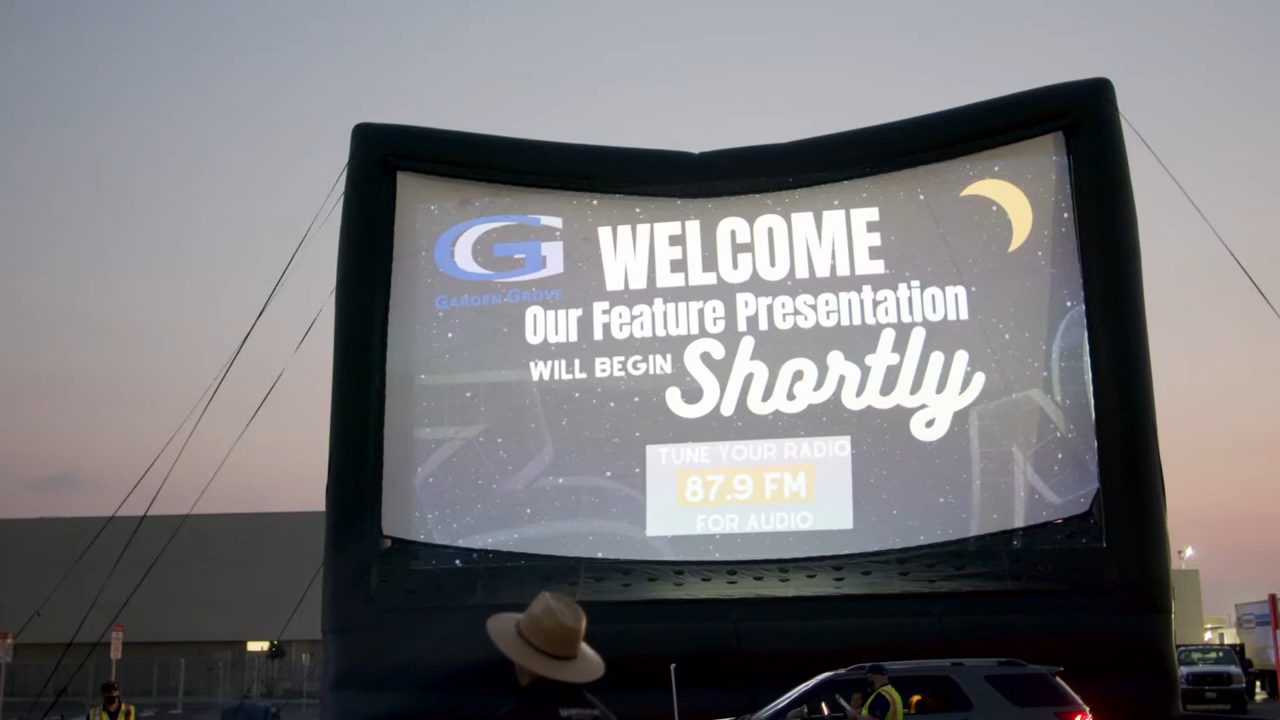 GARDEN GROVE
WELCOME
Our Feature Presentation
WILL BEGIN Shortly
TUNE YOUR RADIO
87.9 FM
FOR AUDIO